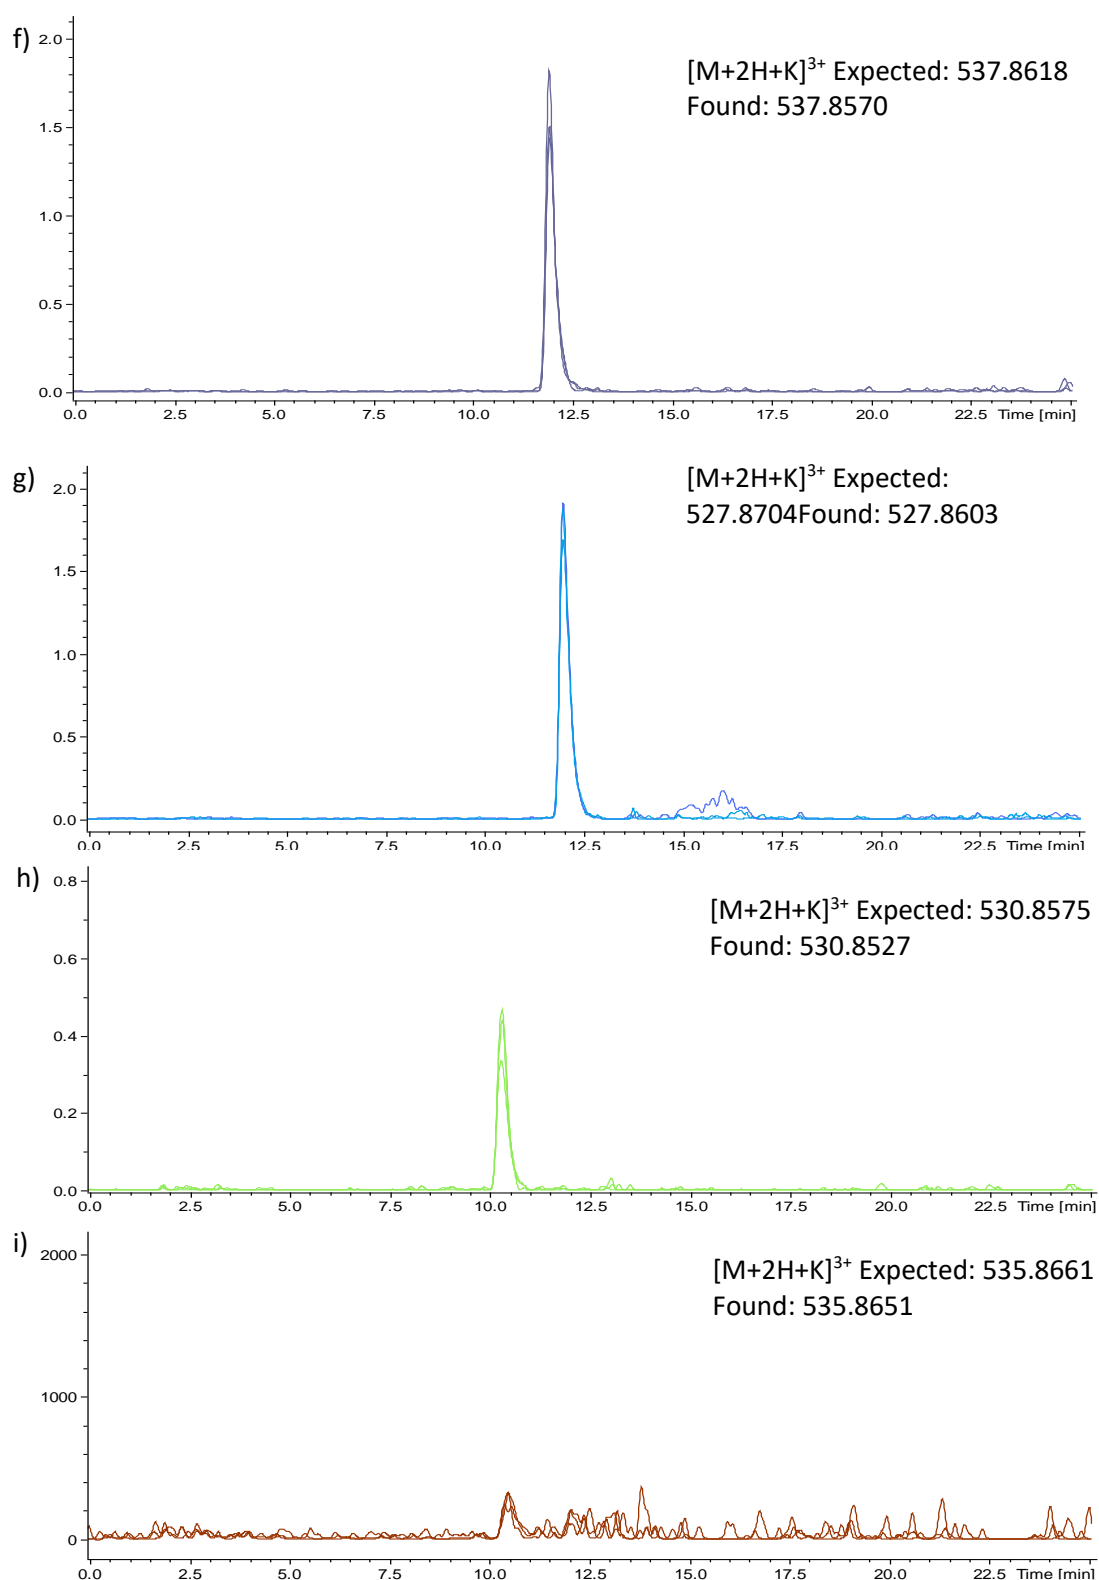 f)
2.0
[M+2H+K]3+ Expected: 537.8618
Found: 537.8570
1.5
1.0
0.5
0.0
0.0 2.5 5.0 7.5 10.0 12.5 15.0 17.5 20.0 22.5 Time [min]
g)
[M+2H+K]3+ Expected:
2.0
527.8704Found: 527.8603
1.5
1.0
0.5
0.0
0.0 2.5 5.0 7.5 10.0 12.5 15.0 17.5 20.0 22.5 Time [min]
h)
0.8
[M+2H+K]3+ Expected: 530.8575
Found: 530.8527
0.6
0.4
0.2
0.0
0.0 2.5 5.0 7.5 10.0 12.5 15.0 17.5 20.0 22.5 Time [min]
i)
2000
[M+2H+K]3+ Expected: 535.8661
Found: 535.8651
1000
0
0.0 2.5 5.0 7.5 10.0 12.5 15.0 17.5 20.0 22.5 Time [min]